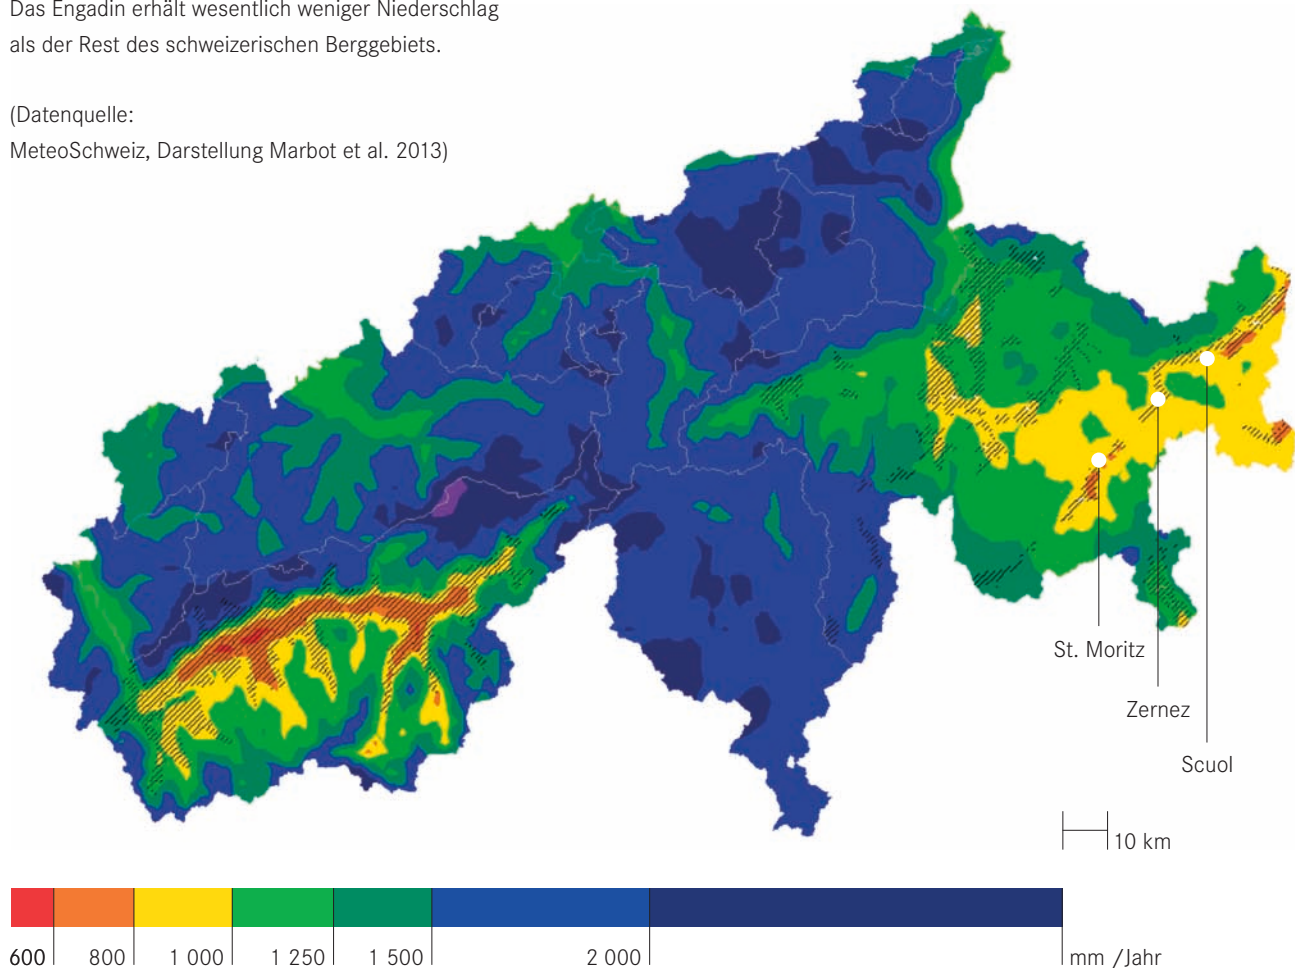 Das Engadin erhält wesentlich weniger Niederschlag
als der Rest des schweizerischen Berggebiets.
(Datenquelle:
MeteoSchweiz, Darstellung Marbot et al. 2013)
St. Moritz
Zernez
Scuol
10 km
600 800 1 000 1 250 1 500 2 000 mm /Jahr